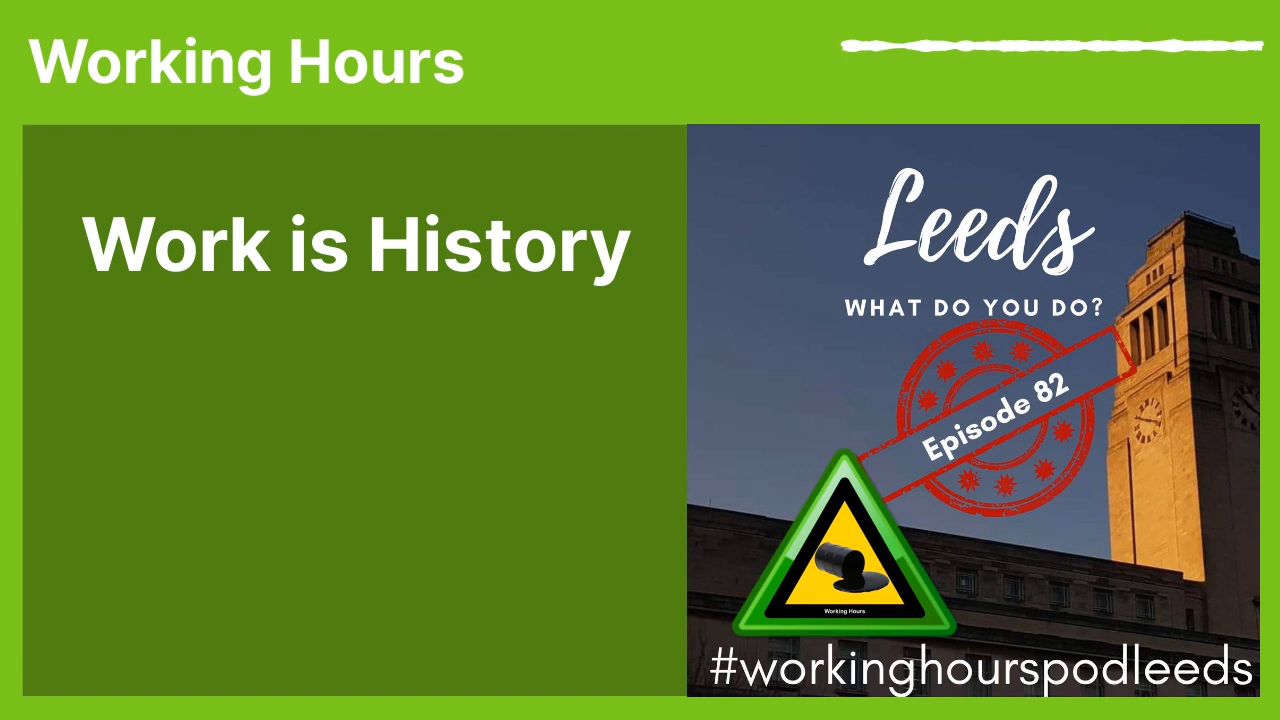 Working Hours
Work is History
Leeds
WHAT DO YOU DO?
Episode 82
Working Hours
#workinghourspodleeds